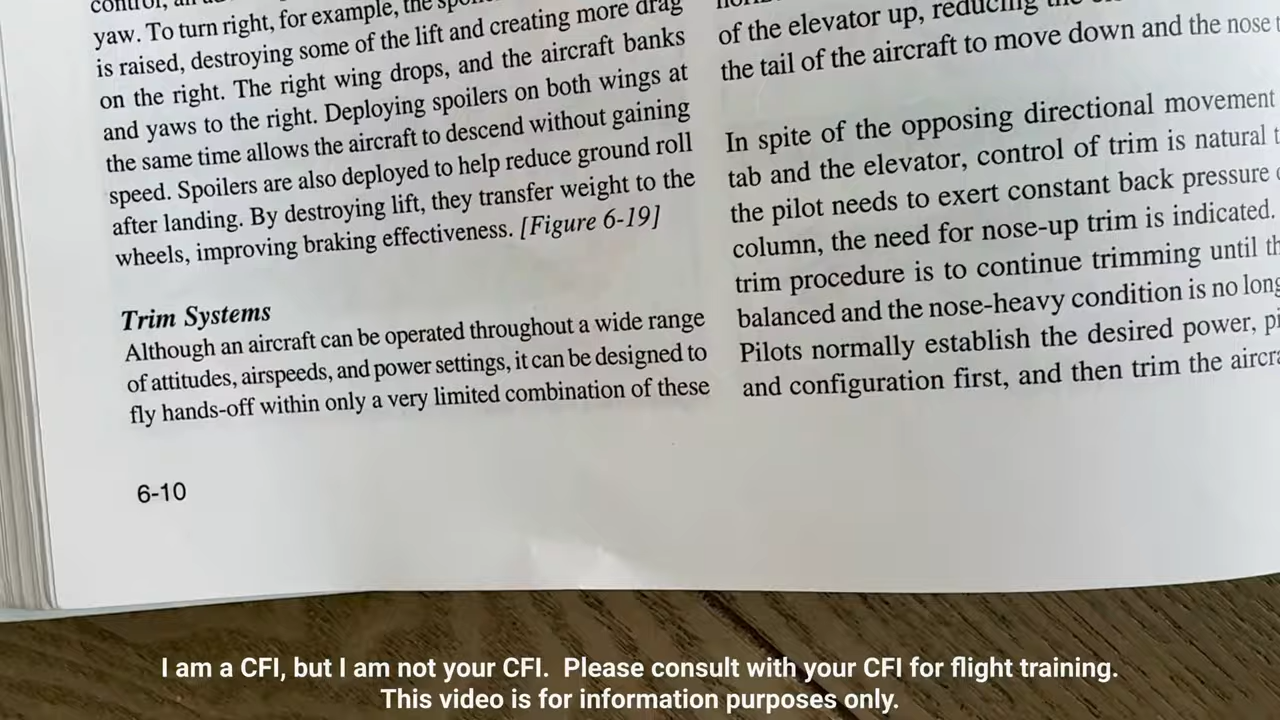 yaw. To turn right, for example, the
is raised, destroying some of the lift and creating more drag
on the right. The right wing drops, and the aircraft banks
and yaws to the right. Deploying spoilers on both wings at
the same time allows the aircraft to descend without gaining
speed. Spoilers are also deployed to help reduce ground roll
after landing. By destroying lift, they transfer weight to the
wheels, improving braking effectiveness. [Figure 6-19]
Trim Systems
Although an aircraft can be operated throughout a wide range
of attitudes, airspeeds, and power settings, it can be designed to
fly hands-off within only a very limited combination of these
6-10
of the elevator up, reducing
the tail of the aircraft to move down and the nose
In spite of the opposing directional movement
tab and the elevator, control of trim is natural
the pilot needs to exert constant back pressure
column, the need for nose-up trim is indicated.
trim procedure is to continue trimming until
balanced and the nose-heavy condition is no
Pilots normally establish the desired power,
and configuration first, and then trim the
I am a CFI, but I am not your CFI. Please consult with your CFI for flight training.
This video is for information purposes only.